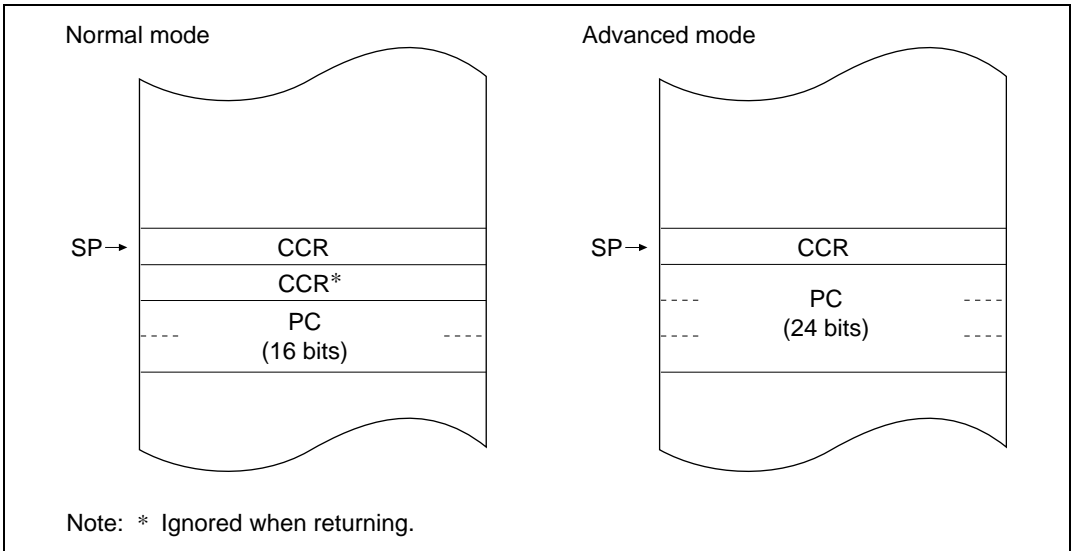 Normal mode
SP
CCR
CCR*
PC
(16 bits)
Advanced mode
SP
CCR
PC
(24 bits)
Note: * Ignored when returning.